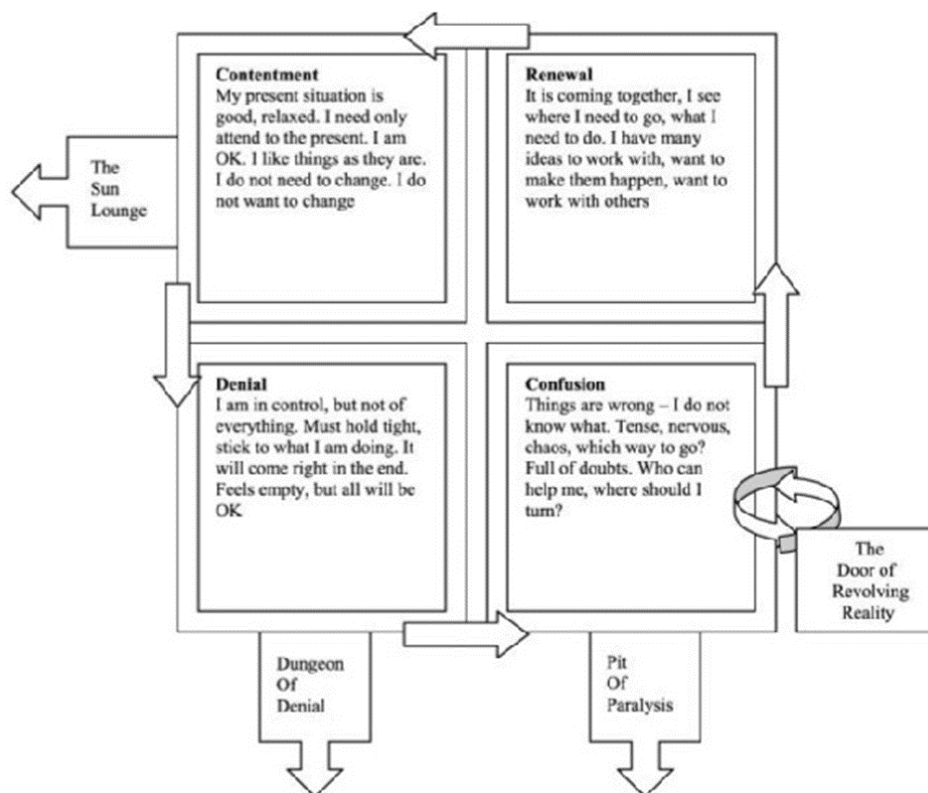 Contentment
My present situation is
good, relaxed. I need only
attend to the present. I am
OK. I like things as they are.
I do not need to change. I do
not want to change
Renewal
It is coming together, I see
where I need to go, what I
need to do. I have many
ideas to work with, want to
make them happen, want to
work with others
The
Sun
Lounge
Denial
I am in control, but not of
everything. Must hold tight,
stick to what I am doing. It
will come right in the end.
Feels empty, but all will be
OK
Confusion
Things are wrong – I do not
know what. Tense, nervous,
chaos, which way to go?
Full of doubts. Who can
help me, where should I
turn?
The
Door of
Revolving
Reality
Dungeon
Of
Denial
Pit
Of
Paralysis